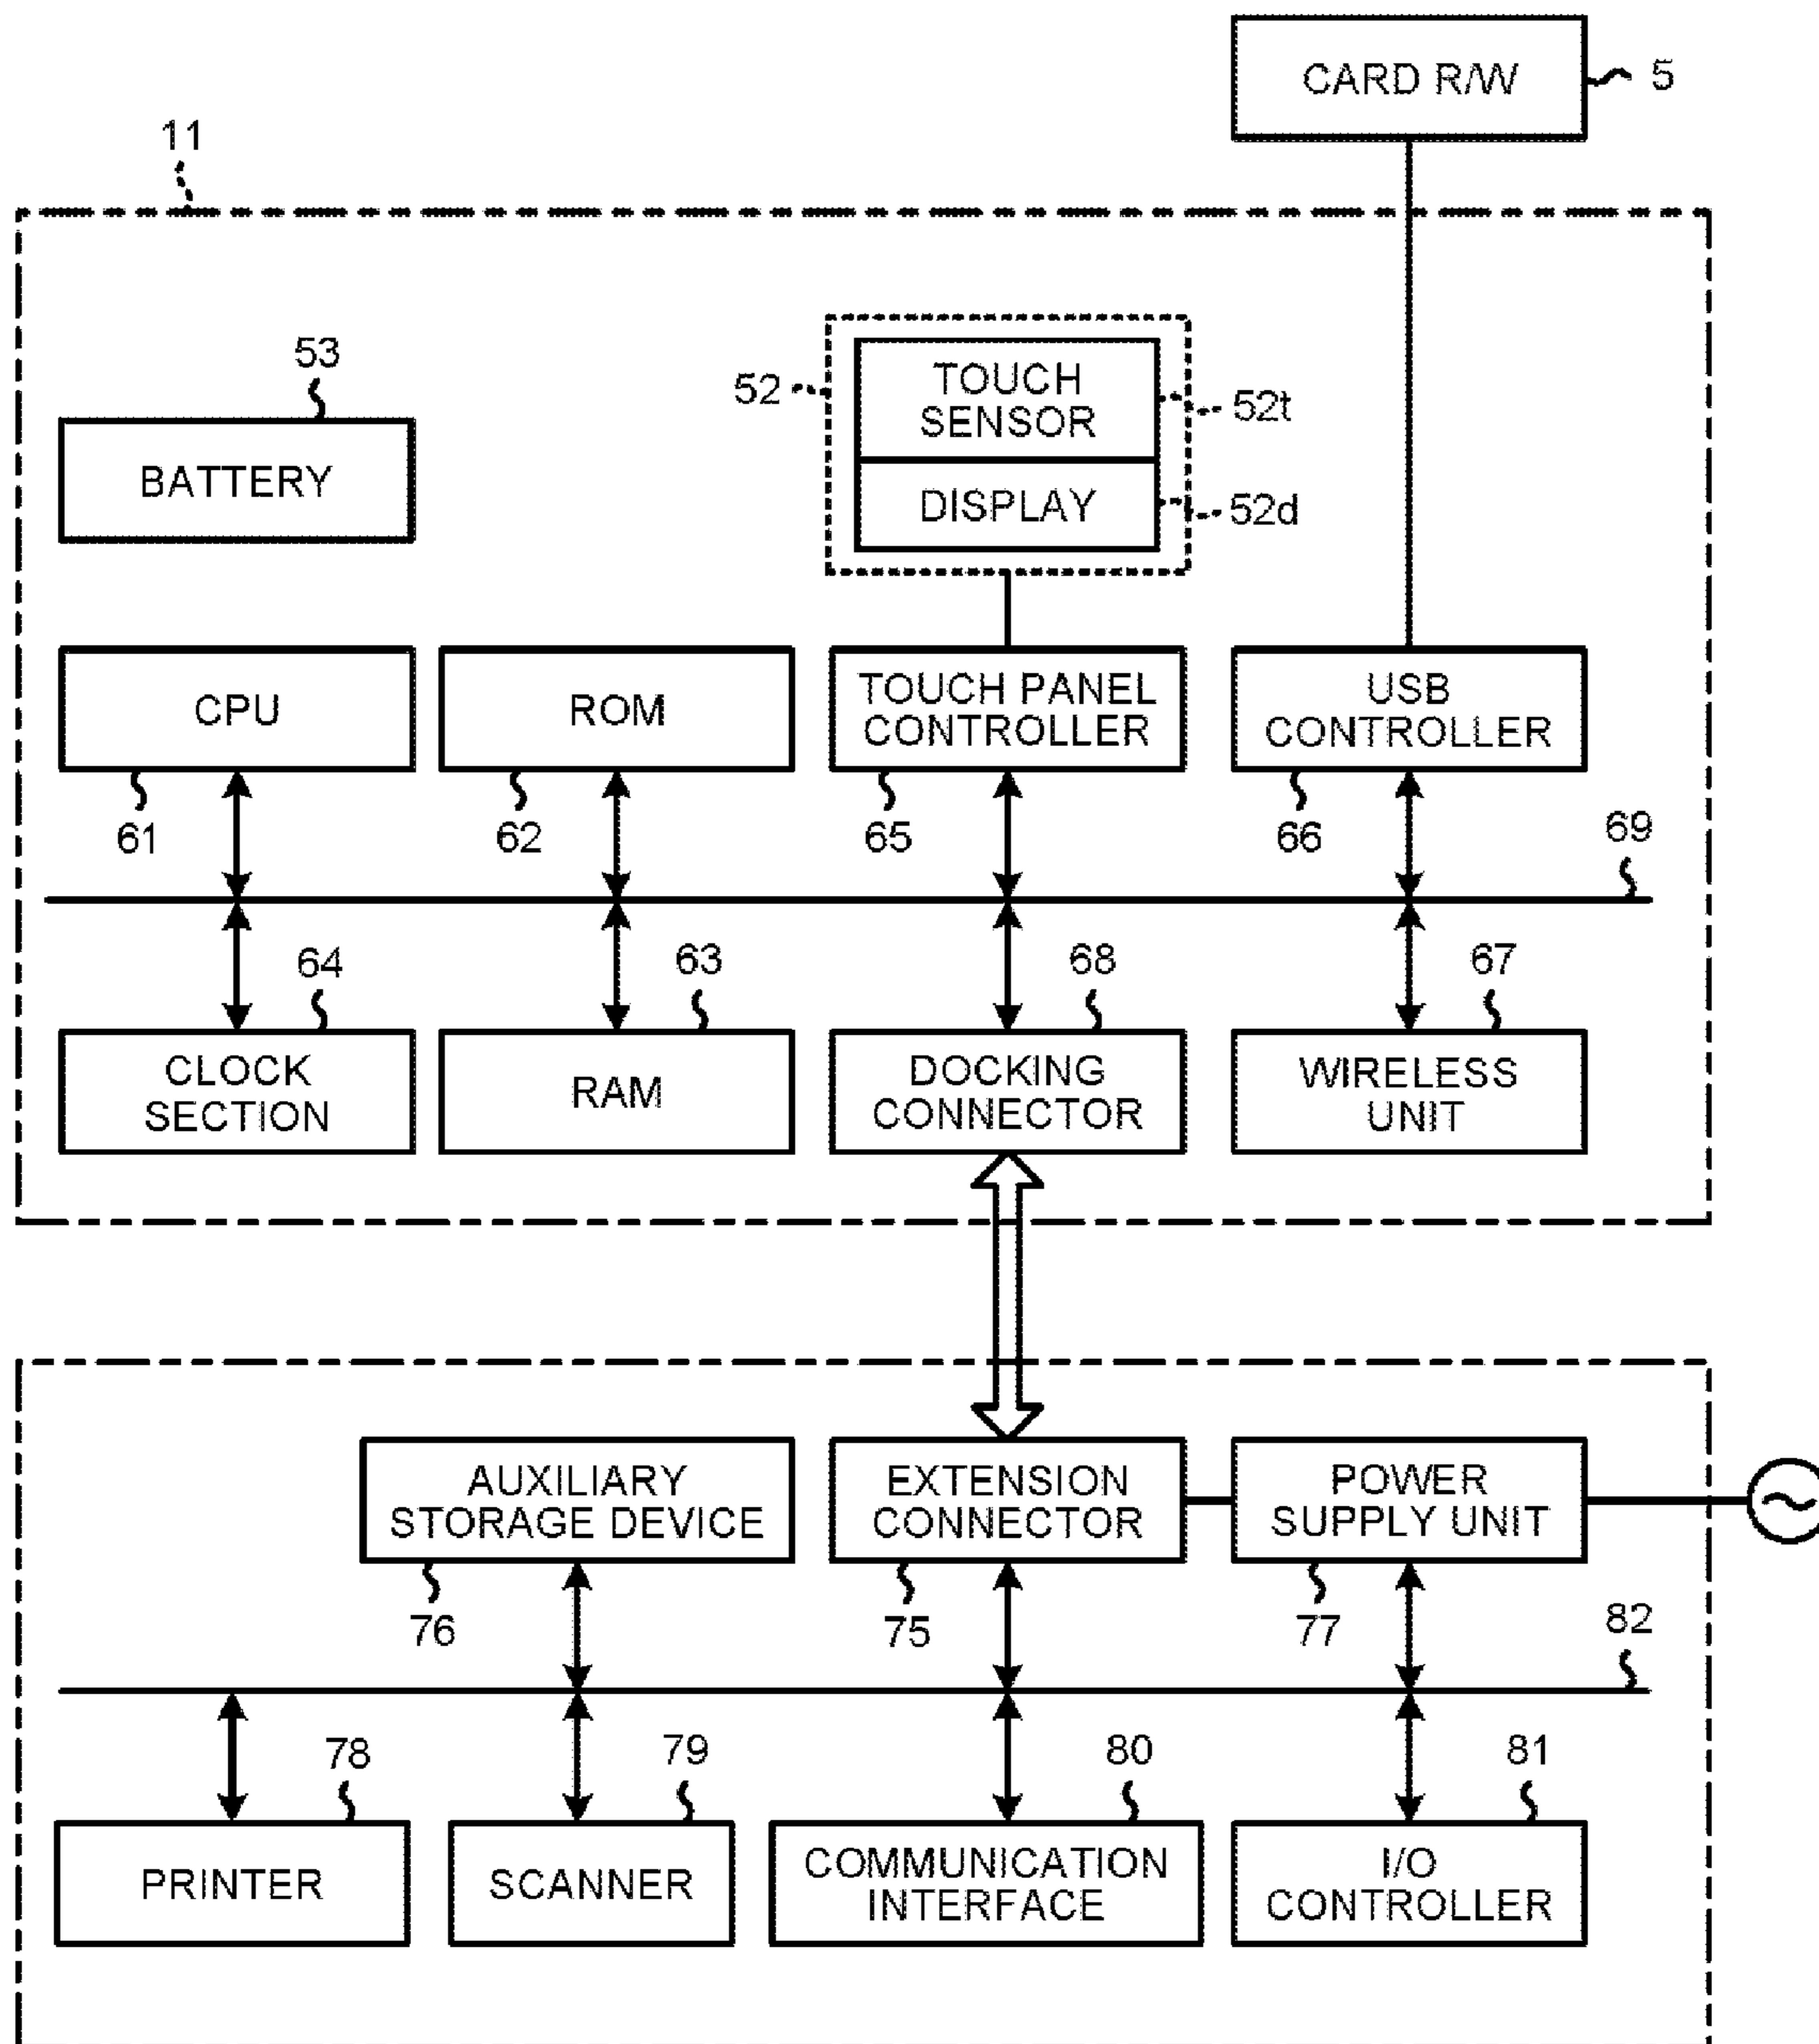 CARD R/W
5
11
53
BATTERY
52
TOUCH
SENSOR
52t
DISPLAY
52d
CPU
ROM
TOUCH PANEL
CONTROLLER
USB
CONTROLLER
61
62
65
66
69
64
63
68
67
CLOCK
SECTION
RAM
DOCKING
CONNECTOR
WIRELESS
UNIT
AUXILIARY
STORAGE DEVICE
EXTENSION
CONNECTOR
POWER
SUPPLY UNIT
76
75
77
82
78
79
80
81
PRINTER
SCANNER
COMMUNICATION
INTERFACE
I/O
CONTROLLER